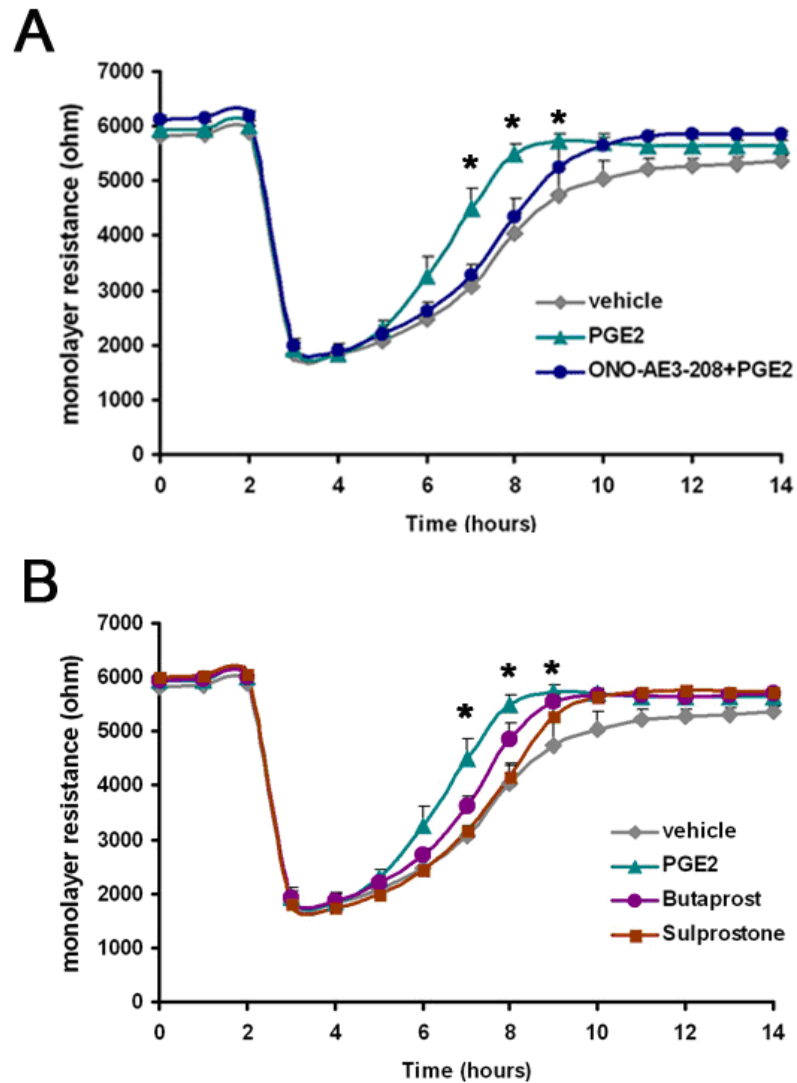 A
monolayer resistance (ohm)
7000
6000
5000
4000
3000
2000
1000
0
* * *
vehicle
PGE2
ONO-AE3-208+PGE2
0 2 4 6 8 10 12 14
Time (hours)
B
monolayer resistance (ohm)
7000
6000
5000
4000
3000
2000
1000
0
* * *
vehicle
PGE2
Butaprost
Sulprostone
0 2 4 6 8 10 12 14
Time (hours)